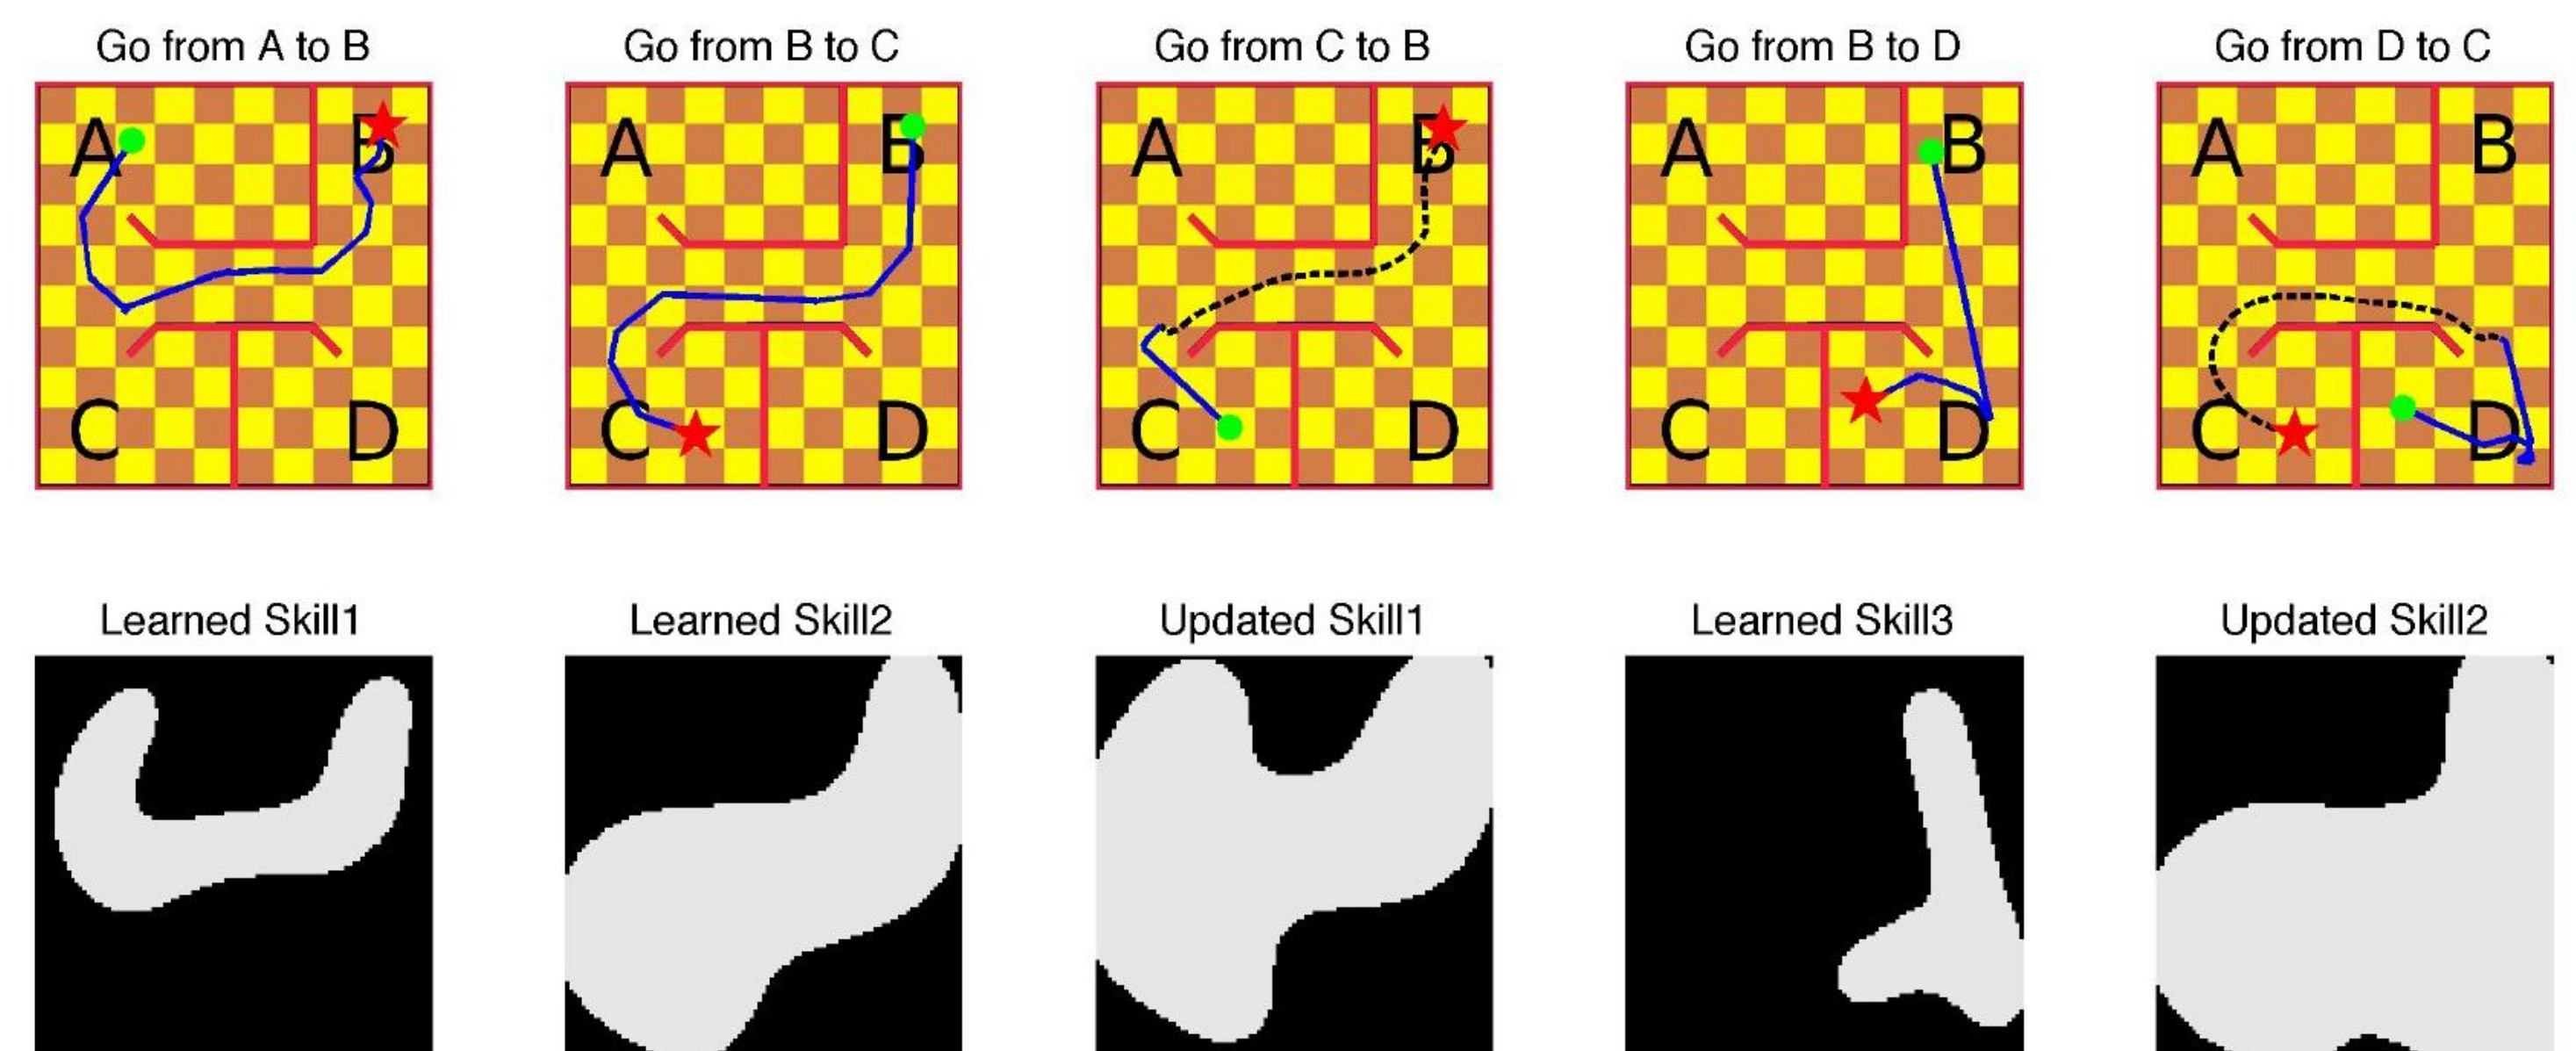 Go from A to B
Go from B to C
Go from C to B
Go from B to D
Go from D to C
A B
C D
A B
C D
A B
C D
A B
C D
A B
C D
Learned Skill1
Learned Skill2
Updated Skill1
Learned Skill3
Updated Skill2